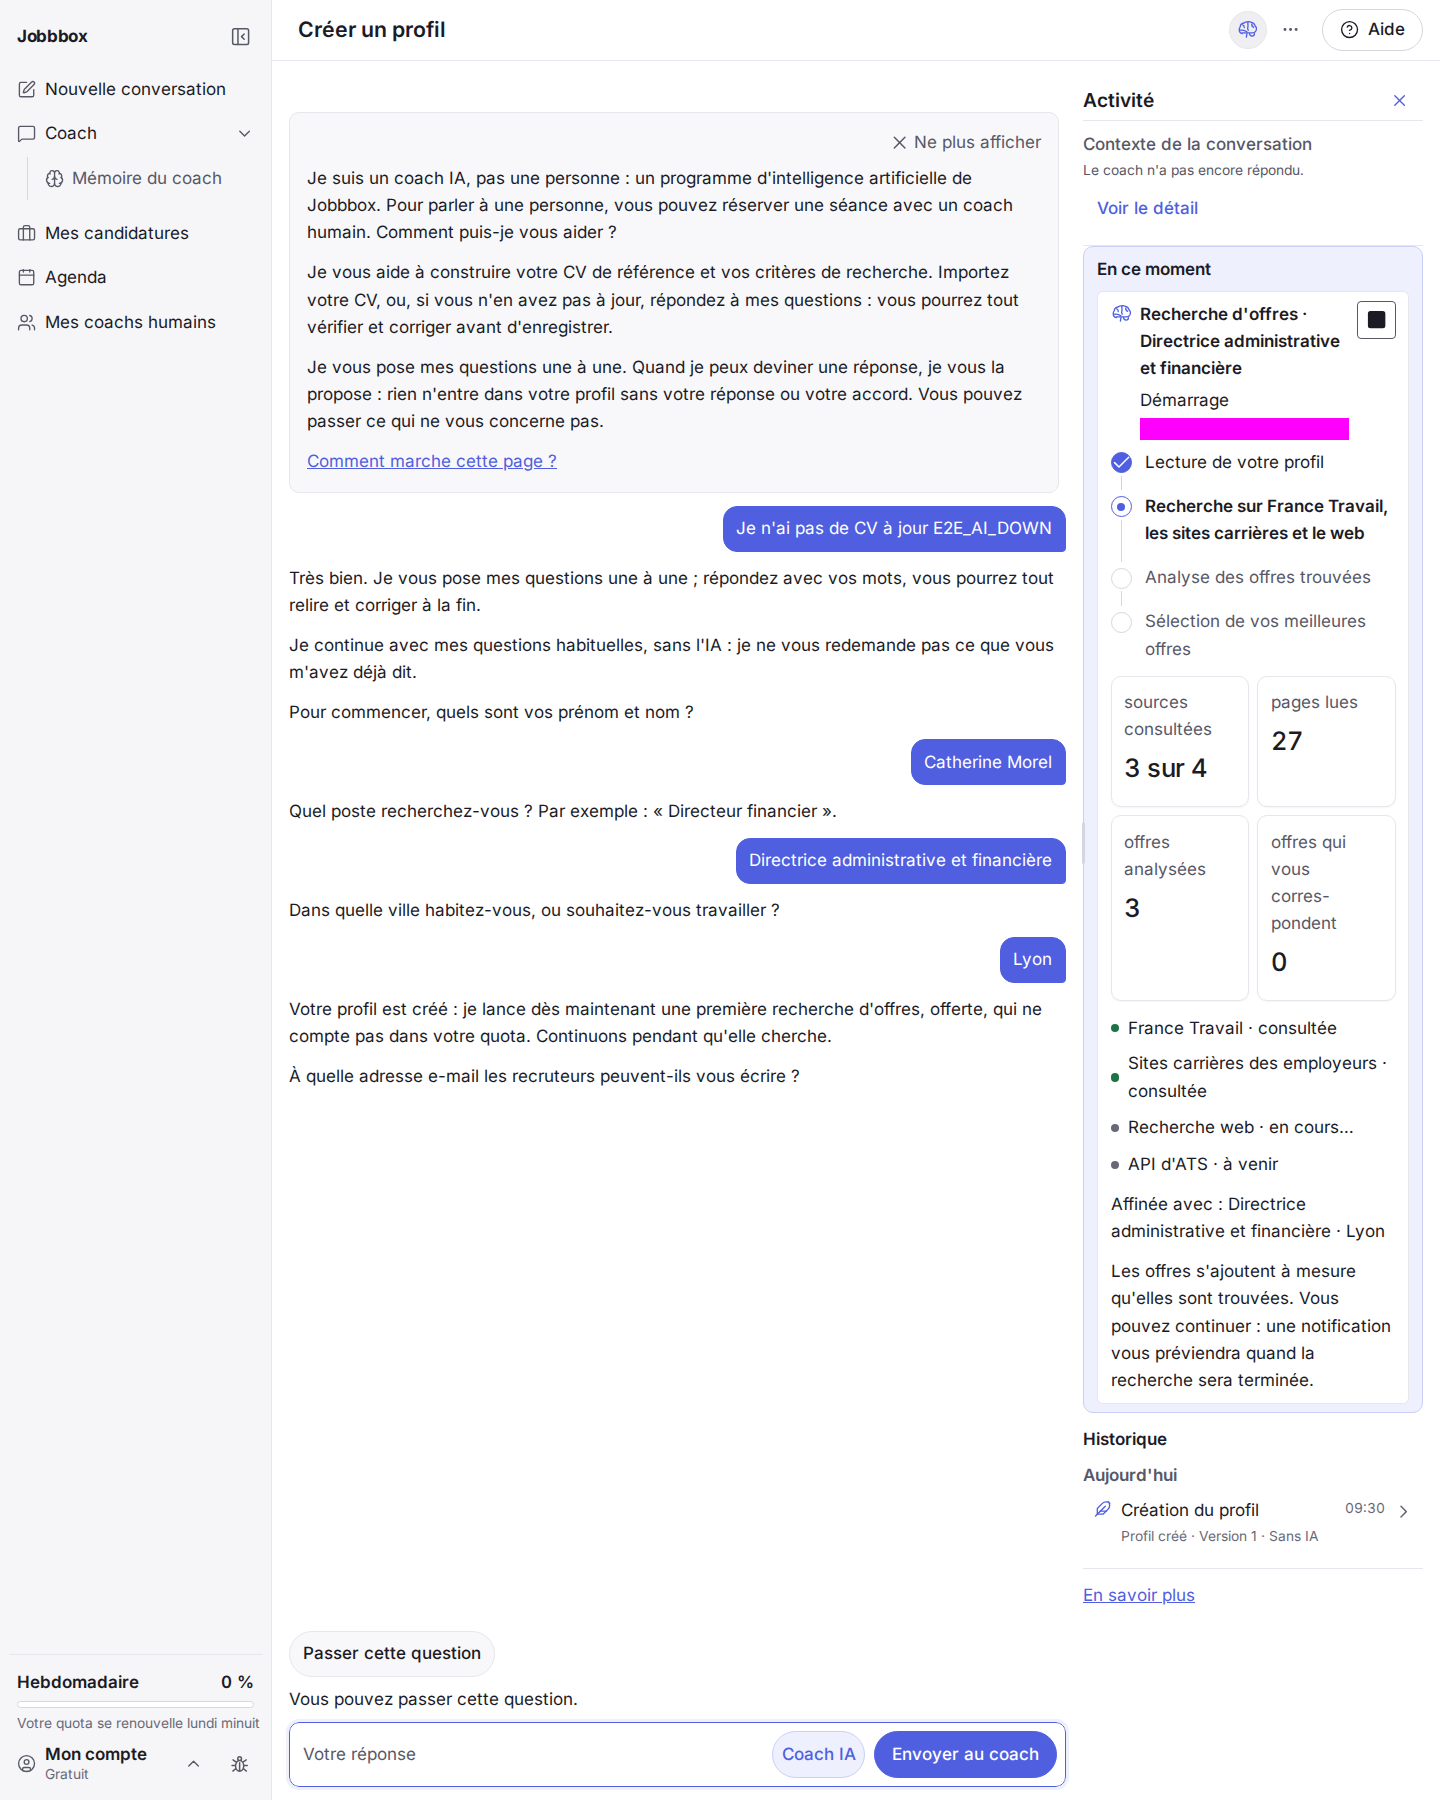 Jobbbox
Nouvelle conversation
Coach
Mémoire du coach
Mes candidatures
Agenda
Mes coachs humains
Hebdomadaire
0 %
Votre quota se renouvelle lundi minuit
Mon compte
Gratuit
Créer un profil
Aide
Ne plus afficher
Je suis un coach IA, pas une personne : un programme d'intelligence artificielle de
Jobbbox. Pour parler à une personne, vous pouvez réserver une séance avec un coach
humain. Comment puis-je vous aider ?
Je vous aide à construire votre CV de référence et vos critères de recherche. Importez
votre CV, ou, si vous n'en avez pas à jour, répondez à mes questions : vous pourrez tout
vérifier et corriger avant d'enregistrer.
Je vous pose mes questions une à une. Quand je peux deviner une réponse, je vous la
propose : rien n'entre dans votre profil sans votre réponse ou votre accord. Vous pouvez
passer ce qui ne vous concerne pas.
Comment marche cette page ?
Je n'ai pas de CV à jour E2E_AI_DOWN
Très bien. Je vous pose mes questions une à une ; répondez avec vos mots, vous pourrez tout
relire et corriger à la fin.
Je continue avec mes questions habituelles, sans l'IA : je ne vous redemande pas ce que vous
m'avez déjà dit.
Pour commencer, quels sont vos prénom et nom ?
Catherine Morel
Quel poste recherchez-vous ? Par exemple : « Directeur financier ».
Directrice administrative et financière
Dans quelle ville habitez-vous, ou souhaitez-vous travailler ?
Lyon
Votre profil est créé : je lance dès maintenant une première recherche d'offres, offerte, qui ne
compte pas dans votre quota. Continuons pendant qu'elle cherche.
À quelle adresse e-mail les recruteurs peuvent-ils vous écrire ?
Passer cette question
Vous pouvez passer cette question.
Votre réponse
Coach IA
Envoyer au coach
Activité
Contexte de la conversation
Le coach n'a pas encore répondu.
Voir le détail
En ce moment
Recherche d'offres ·
Directrice administrative
et financière
Démarrage
Lecture de votre profil
Recherche sur France Travail,
les sites carrières et le web
Analyse des offres trouvées
Sélection de vos meilleures
offres
sources
consultées
3 sur 4
pages lues
27
offres
analysées
3
offres qui
vous
corres-
pondent
0
France Travail · consultée
Sites carrières des employeurs ·
consultée
Recherche web · en cours…
API d'ATS · à venir
Affinée avec : Directrice
administrative et financière · Lyon
Les offres s'ajoutent à mesure
qu'elles sont trouvées. Vous
pouvez continuer : une notification
vous préviendra quand la
recherche sera terminée.
Historique
Aujourd'hui
Création du profil
09:30
Profil créé · Version 1 · Sans IA
En savoir plus